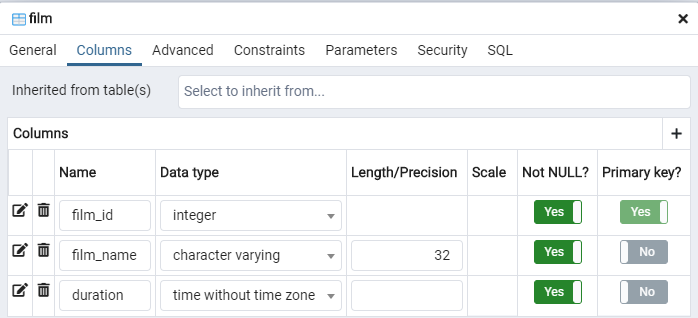 film
General Columns Advanced Constraints Parameters Security SQL
Inherited from table(s) Select to inherit from...
Columns
Name Data type Length/Precision Scale Not NULL? Primary key?
film_id integer Yes Yes
film_name character varying 32 Yes No
duration time without time zone Yes No